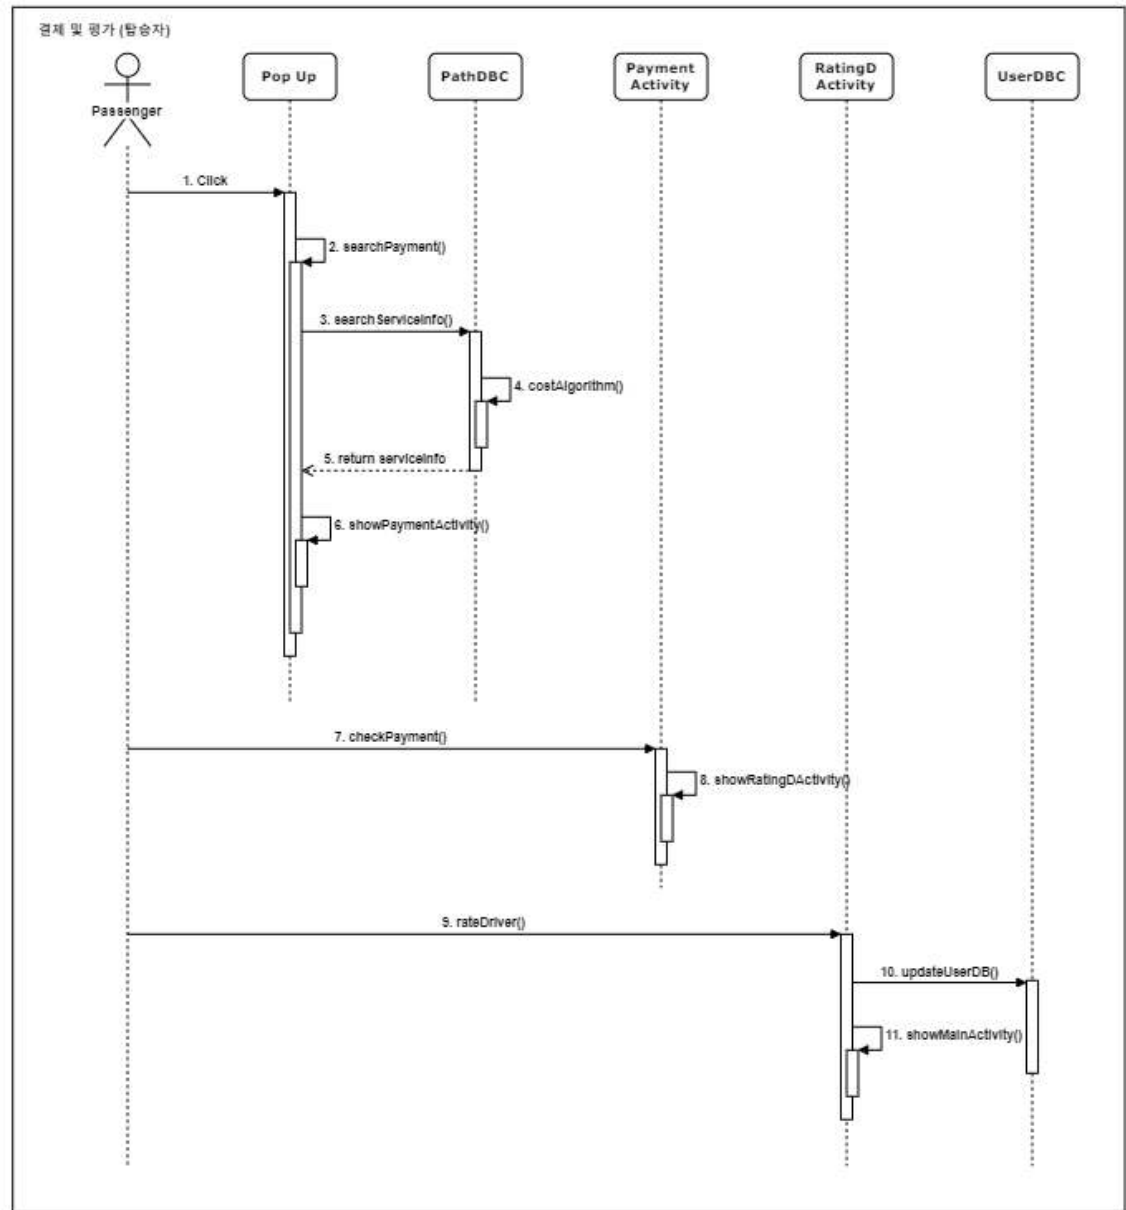 결제 및 평가 (탑승자)
Passenger
Pop Up
PathDBC
Payment
Activity
RatingD
Activity
UserDBC
1. Click
2. searchPayment()
3. searchServiceInfo()
4. costAlgorithm()
5. return serviceInfo
6. showPaymentActivity()
7. checkPayment()
8. showRatingDActivity()
9. rateDriver()
10. updateUserDB()
11. showMainActivity()